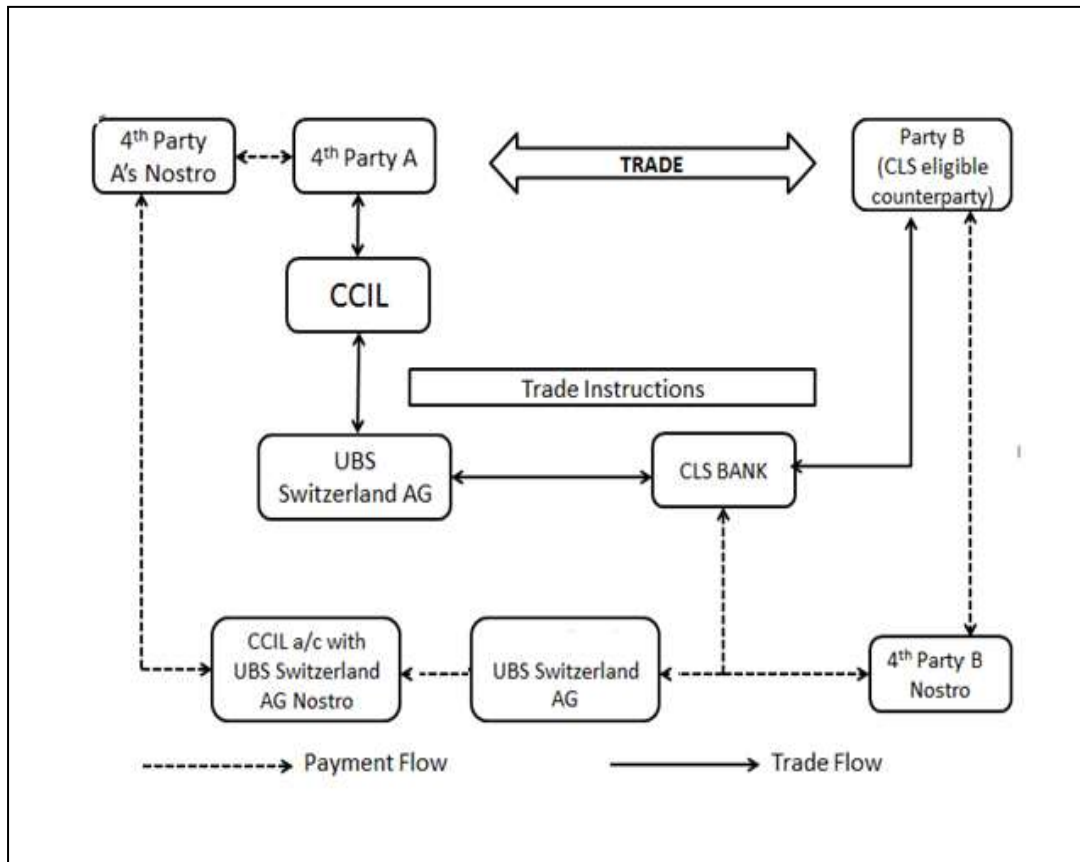 4th Party
A's Nostro
4th Party A
TRADE
Party B
(CLS eligible
counterparty)
CCIL
Trade Instructions
UBS
Switzerland AG
CLS BANK
CCIL a/c with
UBS Switzerland
AG Nostro
UBS Switzerland
AG
4th Party B
Nostro
Payment Flow
Trade Flow